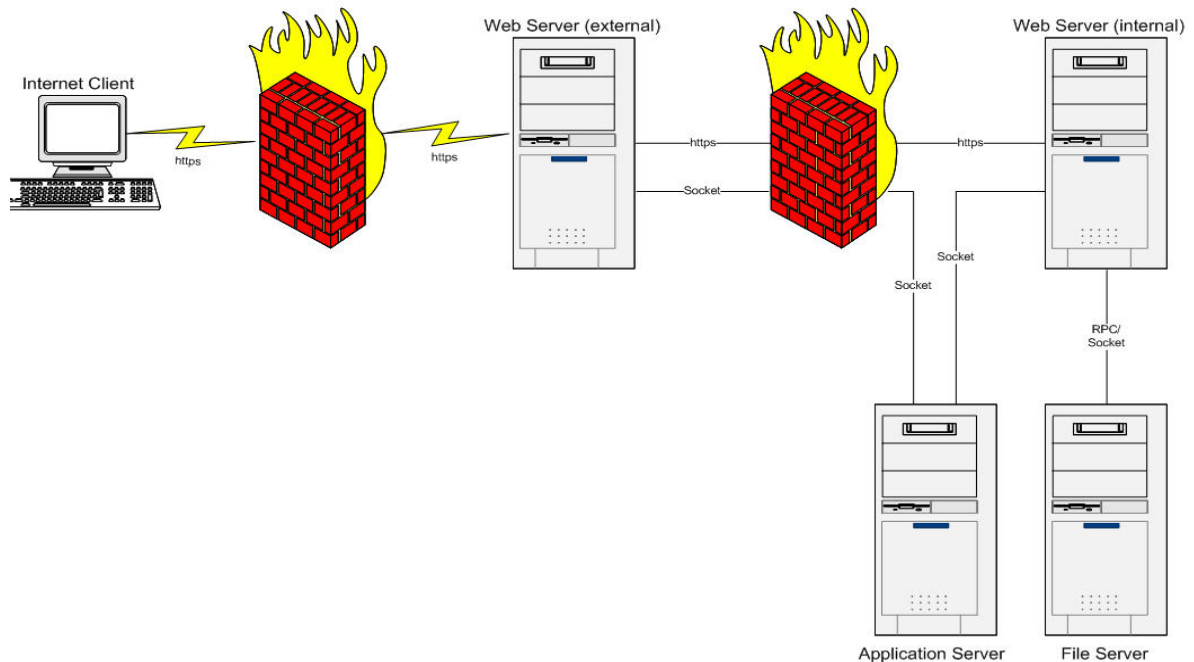 Web Server (external)
Web Server (internal)
Internet Client
https
https
https
https
Socket
Socket
Socket
RPC/
Socket
Application Server
File Server